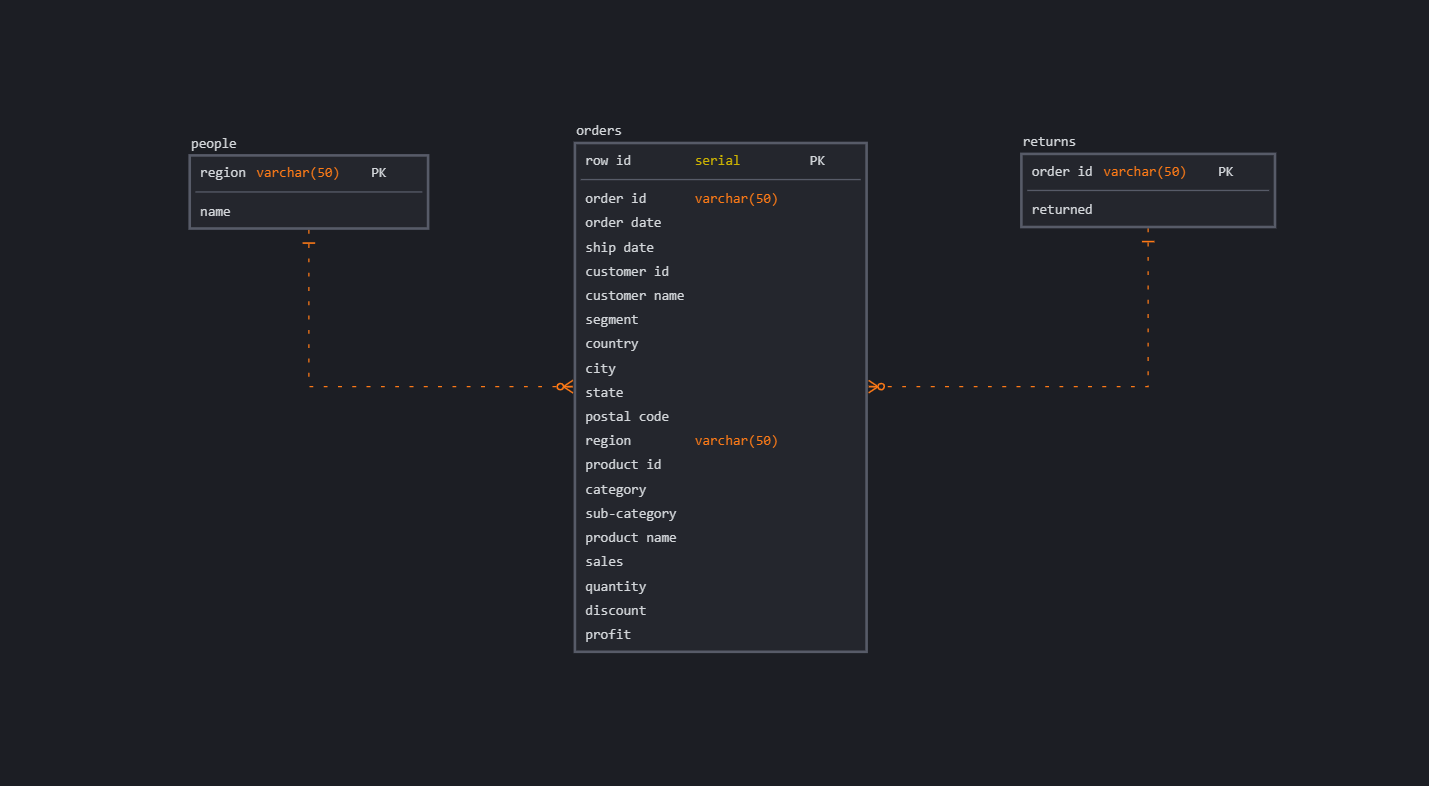 people
region varchar(50) PK
name
orders
row id serial PK
order id varchar(50)
order date
ship date
customer id
customer name
segment
country
city
state
postal code
region varchar(50)
product id
category
sub-category
product name
sales
quantity
discount
profit
returns
order id varchar(50) PK
returned